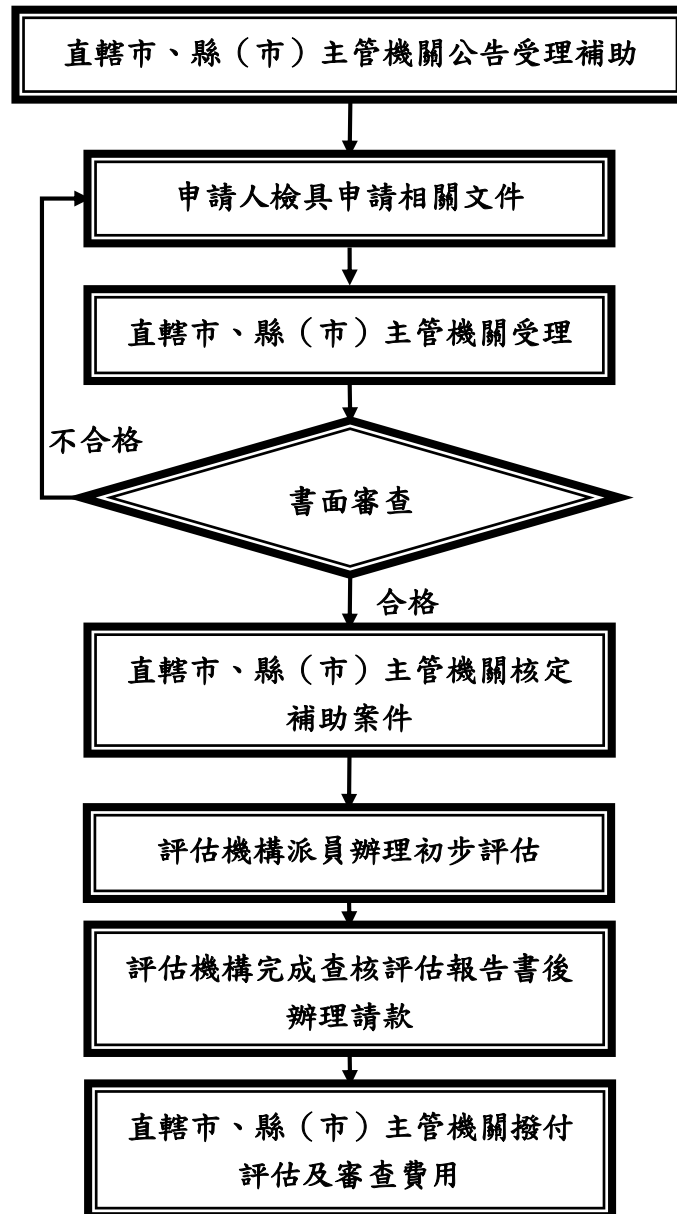 直轄市、縣（市）主管機關公告受理補助
申請人檢具申請相關文件
直轄市、縣（市）主管機關受理
不合格
書面審查
合格
直轄市、縣（市）主管機關核定
補助案件
評估機構派員辦理初步評估
評估機構完成查核評估報告書後
辦理請款
直轄市、縣（市）主管機關撥付
評估及審查費用